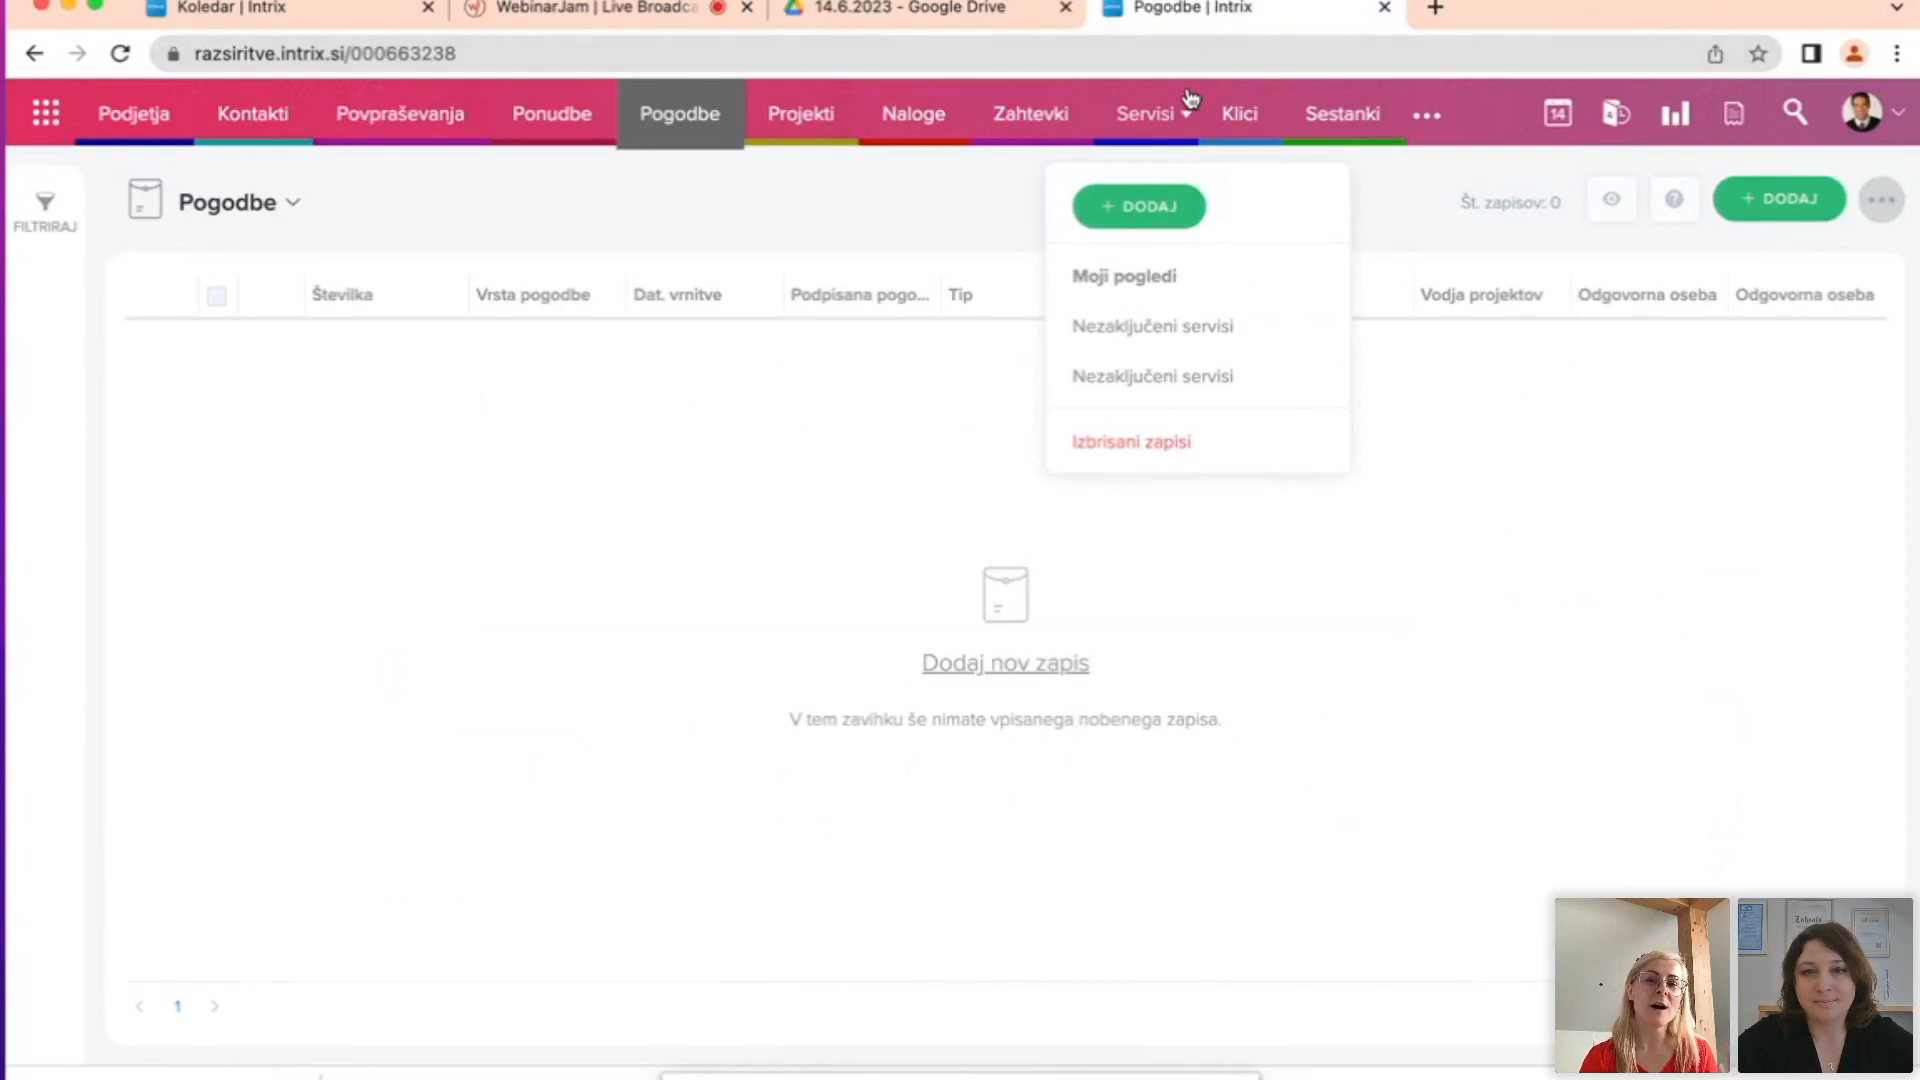 Koledar | Intrix
WebinarJam | Live Broadca
14.6.2023 - Google Drive
Pogodbe | Intrix
razsiritve.intrix.si/000663238
Podjetja
Kontakti
Povpraševanja
Ponudbe
Pogodbe
Projekti
Naloge
Zahtevki
Servisi
Klici
Sestanki
14
FILTRIRAJ
Pogodbe
+ DODAJ
Št. zapisov: 0
+ DODAJ
Moji pogledi
Nezaključeni servisi
Nezaključeni servisi
Izbrisani zapisi
Številka
Vrsta pogodbe
Dat. vrnitve
Podpisana pogo...
Tip
Vodja projektov
Odgovorna oseba
Odgovorna oseba
Dodaj nov zapis
V tem zavihku še nimate vpisanega nobenega zapisa.
1